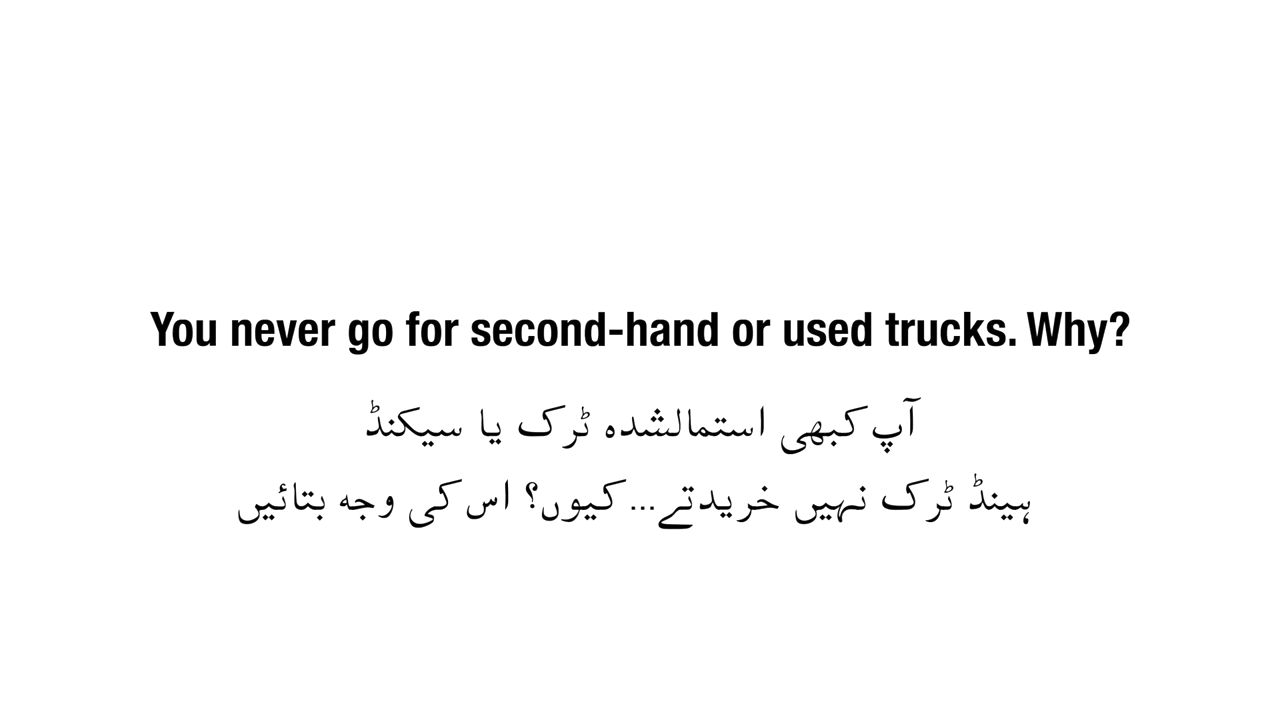 You never go for second-hand or used trucks. Why?
آپ کبھی استمالشدہ ٹرک یا سیکنڈ
ہینڈ ٹرک نہیں خریدتے... کیوں؟ اس کی وجہ بتائیں